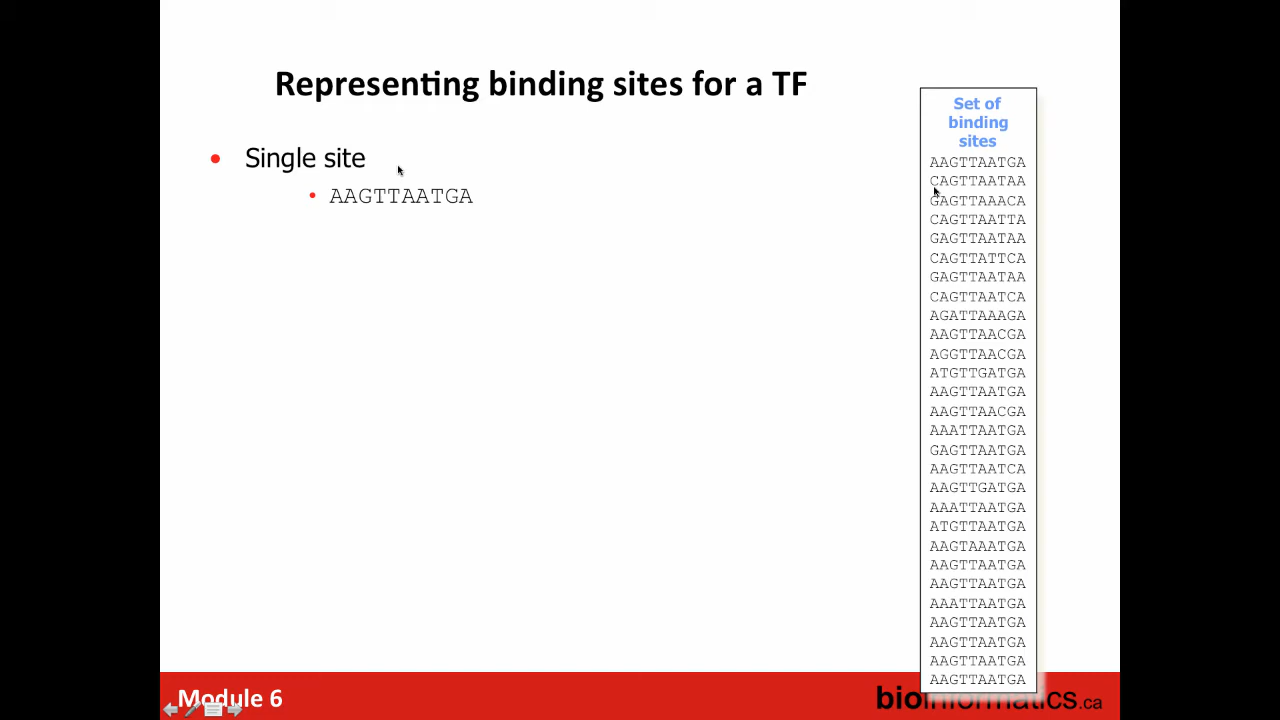 Representing binding sites for a TF
• Single site
• AAGTTAATGA
Set of
binding
sites
AAGTTAATGA
CAGTTAATAA
GAGTTAAACA
CAGTTAATTA
GAGTTAATAA
CAGTTATTCA
GAGTTAATAA
CAGTTAATCA
AGATTAAAGA
AAGTTAACGA
AGGTTAACGA
ATGTTGATGA
AAGTTAATGA
AAGTTAACGA
AAATTAATGA
GAGTTAATGA
AAGTTAATCA
AAGTTGATGA
AAATTAATGA
ATGTTAATGA
AAGTAAATGA
AAGTTAATGA
AAGTTAATGA
AAATTAATGA
AAGTTAATGA
AAGTTAATGA
AAGTTAATGA
AAGTTAATGA
Module 6
bioinformatics.ca